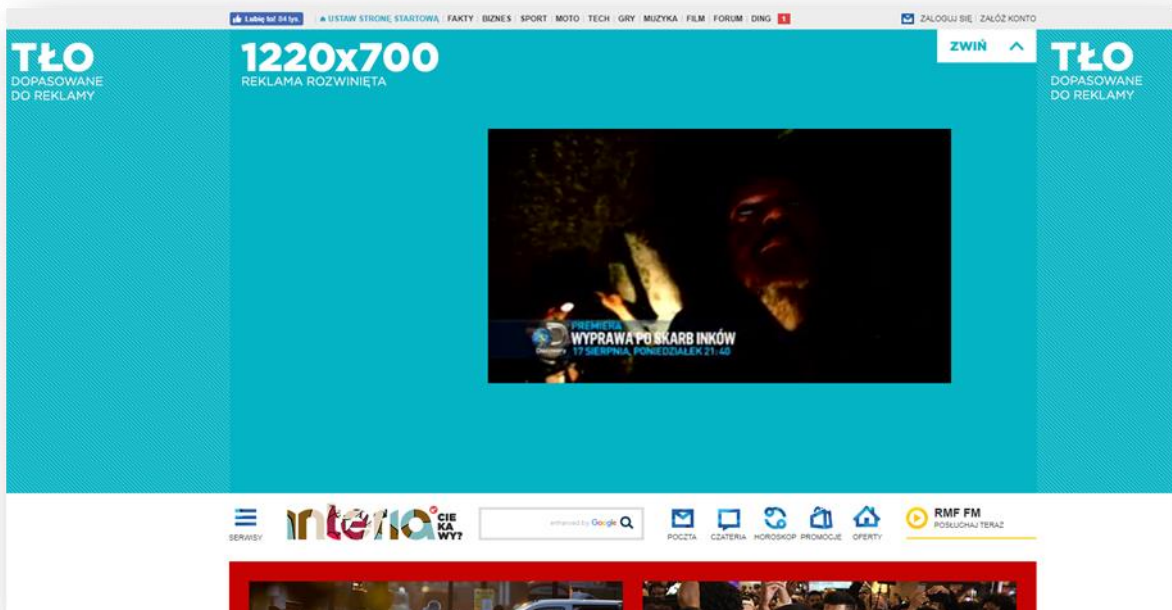 Lubię to! 84 tys. USTAW STRONĘ STARTOWĄ FAKTY BIZNES SPORT MOTO TECH GRY MUZYKA FILM FORUM DING 1 ZALOGUJ SIĘ ZAŁÓŻ KONTO
TŁO
DOPASOWANE
DO REKLAMY
1220x700
REKLAMA ROZWINIĘTA
ZWIŃ
TŁO
DOPASOWANE
DO REKLAMY
PREMIERA
WYPRAWA PO SKARB INKÓW
17 SIERPNIA, PONIEDZIAŁEK 21:40
Discovery
SERWISY
interia
CIE
KA
WY?
enhanced by Google
POCZTA CZATERIA HOROSKOP PROMOCJE OFERTY
RMF FM
POSŁUCHAJ TERAZ